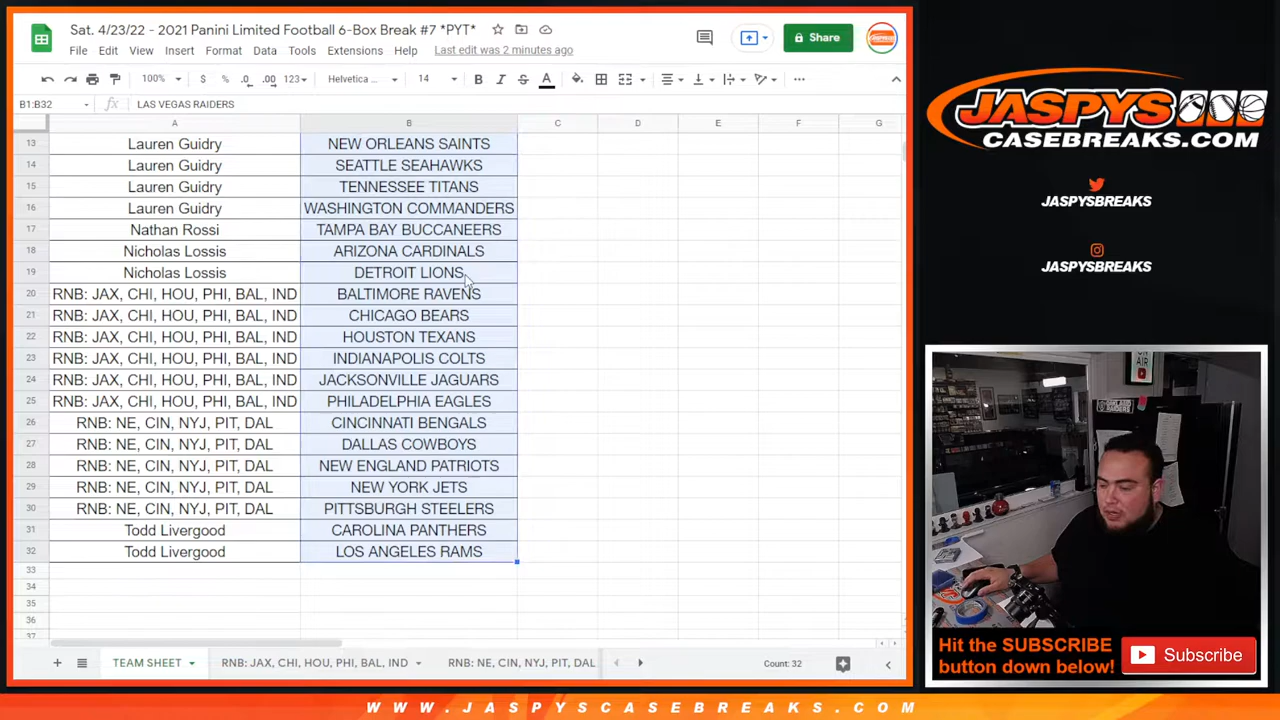 Sat. 4/23/22 - 2021 Panini Limited Football 6-Box Break #7 *PYT*
File Edit View Insert Format Data Tools Extensions Help Last edit was 2 minutes ago
Share
100% $ % .0 .00 123 Helvetica ... 14 B I S A
B1:B32 fx LAS VEGAS RAIDERS
A B C D E F G
13 Lauren Guidry NEW ORLEANS SAINTS
14 Lauren Guidry SEATTLE SEAHAWKS
15 Lauren Guidry TENNESSEE TITANS
16 Lauren Guidry WASHINGTON COMMANDERS
17 Nathan Rossi TAMPA BAY BUCCANEERS
18 Nicholas Lossis ARIZONA CARDINALS
19 Nicholas Lossis DETROIT LIONS
20 RNB: JAX, CHI, HOU, PHI, BAL, IND BALTIMORE RAVENS
21 RNB: JAX, CHI, HOU, PHI, BAL, IND CHICAGO BEARS
22 RNB: JAX, CHI, HOU, PHI, BAL, IND HOUSTON TEXANS
23 RNB: JAX, CHI, HOU, PHI, BAL, IND INDIANAPOLIS COLTS
24 RNB: JAX, CHI, HOU, PHI, BAL, IND JACKSONVILLE JAGUARS
25 RNB: JAX, CHI, HOU, PHI, BAL, IND PHILADELPHIA EAGLES
26 RNB: NE, CIN, NYJ, PIT, DAL CINCINNATI BENGALS
27 RNB: NE, CIN, NYJ, PIT, DAL DALLAS COWBOYS
28 RNB: NE, CIN, NYJ, PIT, DAL NEW ENGLAND PATRIOTS
29 RNB: NE, CIN, NYJ, PIT, DAL NEW YORK JETS
30 RNB: NE, CIN, NYJ, PIT, DAL PITTSBURGH STEELERS
31 Todd Livergood CAROLINA PANTHERS
32 Todd Livergood LOS ANGELES RAMS
33
34
35
36
37
TEAM SHEET RNB: JAX, CHI, HOU, PHI, BAL, IND RNB: NE, CIN, NYJ, PIT, DAL Count: 32
JASPYS
CASEBREAKS.COM
JASPYSBREAKS
JASPYSBREAKS
ON AIR
OAKLAND RAIDERS
Hit the SUBSCRIBE
button down below!
Subscribe
WWW.JASPYSCASEBREAKS.COM